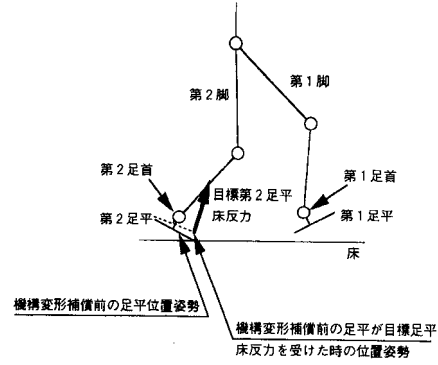 第2脚
第1脚
第2足首
目標第2足平
床反力
第1足首
第2足平
第1足平
床
機構変形補償前の足平位置姿勢
機構変形補償前の足平が目標足平
床反力を受けた時の位置姿勢